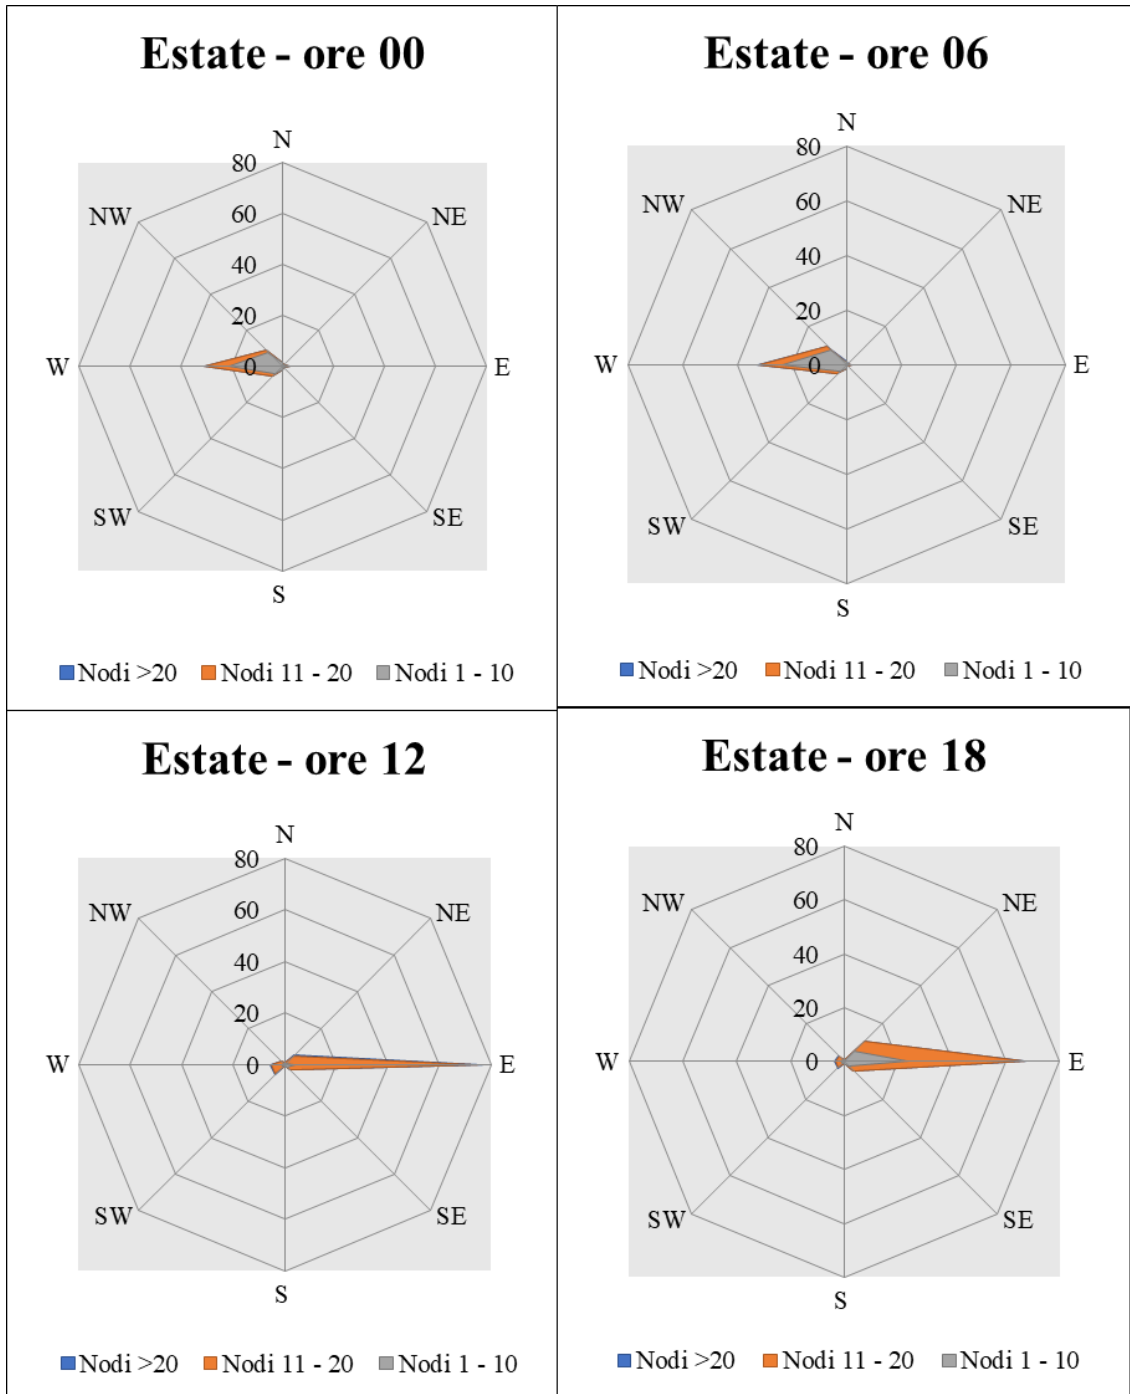 Estate - ore 00
N
80
NW
NE
60
40
20
W
0
E
SW
SE
S
Nodi >20 Nodi 11 - 20 Nodi 1 - 10
Estate - ore 06
N
80
NW
NE
60
40
20
W
0
E
SW
SE
S
Nodi >20 Nodi 11 - 20 Nodi 1 - 10
Estate - ore 12
N
80
NW
NE
60
40
20
W
0
E
SW
SE
S
Nodi >20 Nodi 11 - 20 Nodi 1 - 10
Estate - ore 18
N
80
NW
NE
60
40
20
W
0
E
SW
SE
S
Nodi >20 Nodi 11 - 20 Nodi 1 - 10